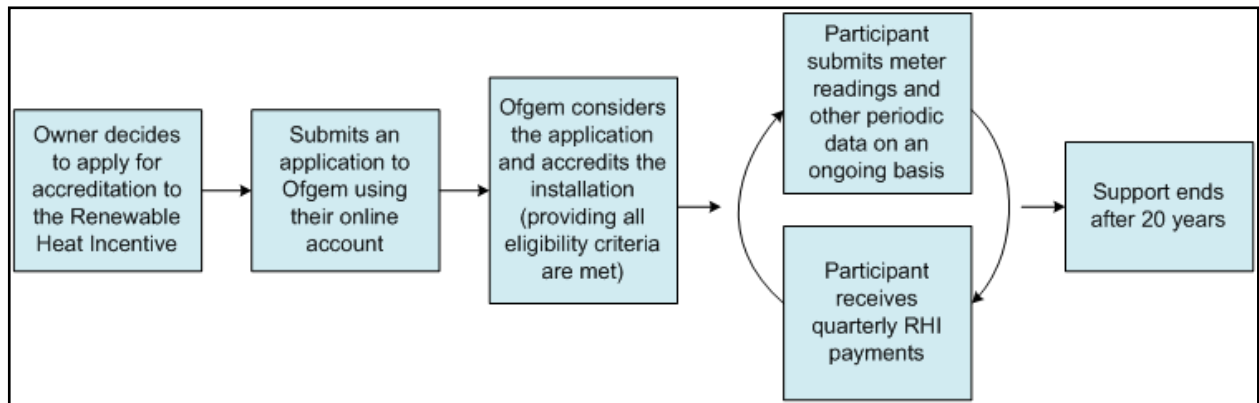 Owner decides
to apply for
accreditation to
the Renewable
Heat Incentive
Submits an
application to
Ofgem using
their online
account
Ofgem considers
the application
and accredits the
installation
(providing all
eligibility criteria
are met)
Participant
submits meter
readings and
other periodic
data on an
ongoing basis
Participant
receives
quarterly RHI
payments
Support ends
after 20 years